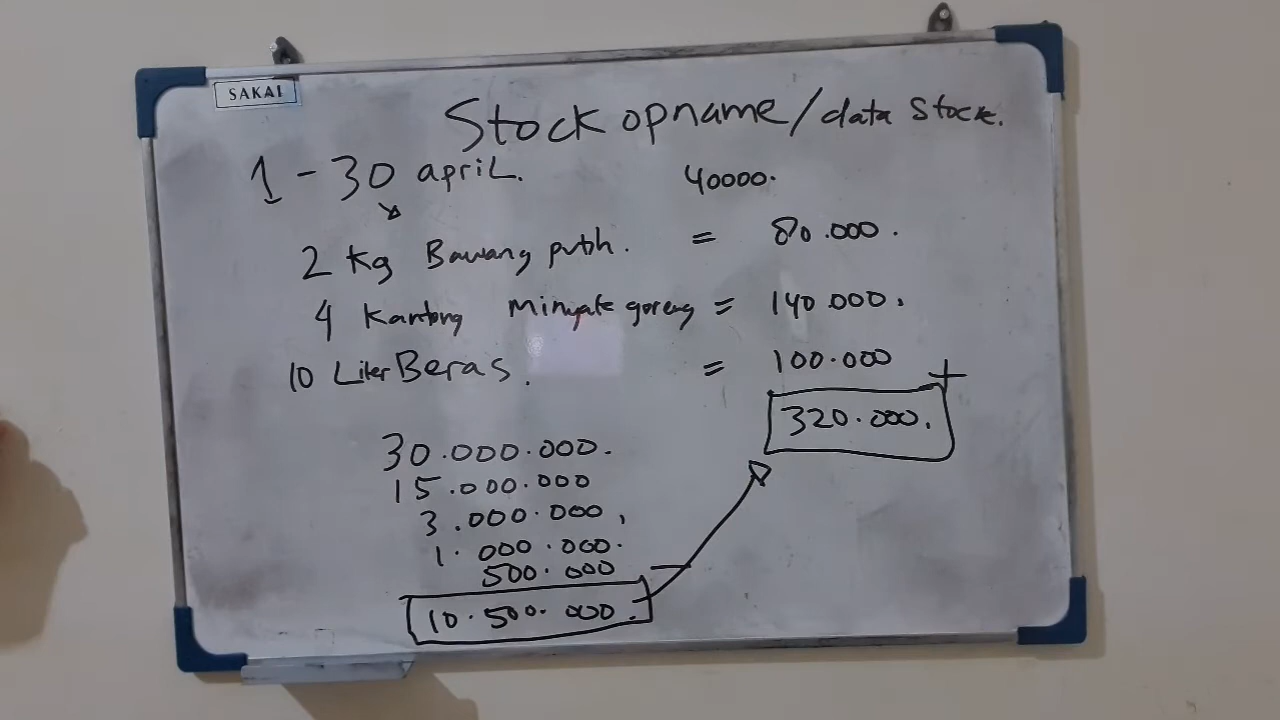 SAKAI
Stock opname / data Stock.
1 - 30 april.
40000.
2 kg Bawang putih. = 80.000.
4 Kantong Minyak goreng = 140.000.
10 Liter Beras. = 100.000 +
320.000.
30.000.000.
15.000.000
3.000.000,
1.000.000.
500.000 —
10.500.000.